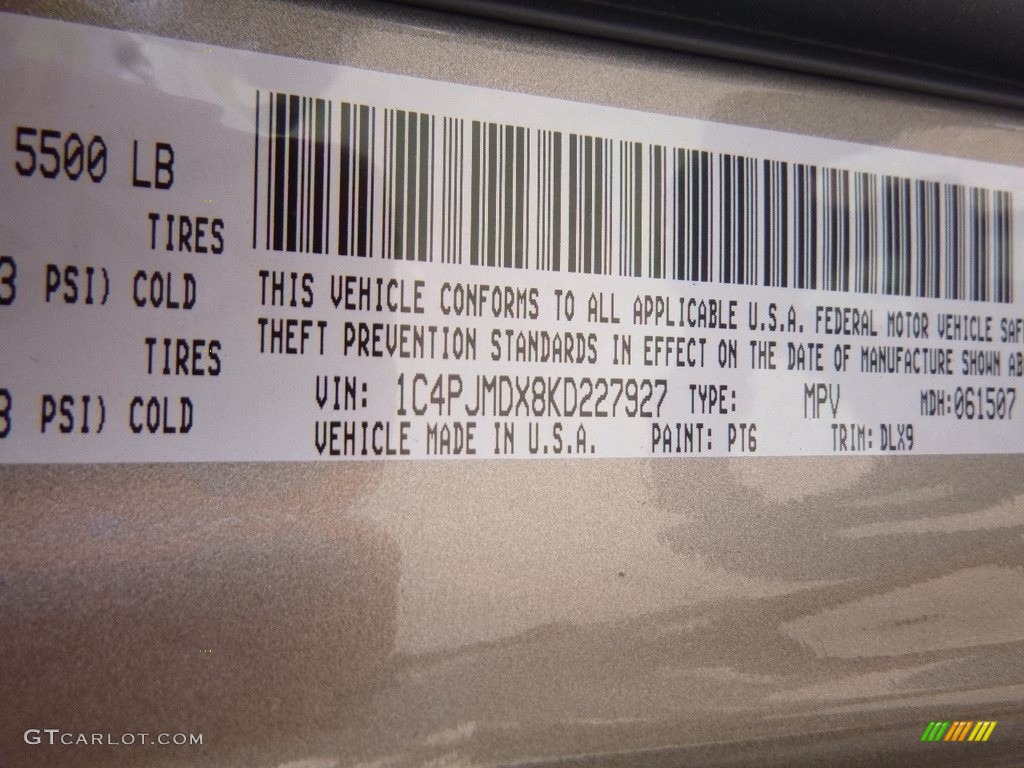 5500 LB
TIRES
PSI) COLD
TIRES
PSI) COLD
THIS VEHICLE CONFORMS TO ALL APPLICABLE U.S.A. FEDERAL MOTOR VEHICLE SAF
THEFT PREVENTION STANDARDS IN EFFECT ON THE DATE OF MANUFACTURE SHOWN AB
VIN: 1C4PJMDX8KD227927 TYPE: MPV MDH:061507
VEHICLE MADE IN U.S.A. PAINT: PT6 TRIM: DLX9
GTCARLOT.COM